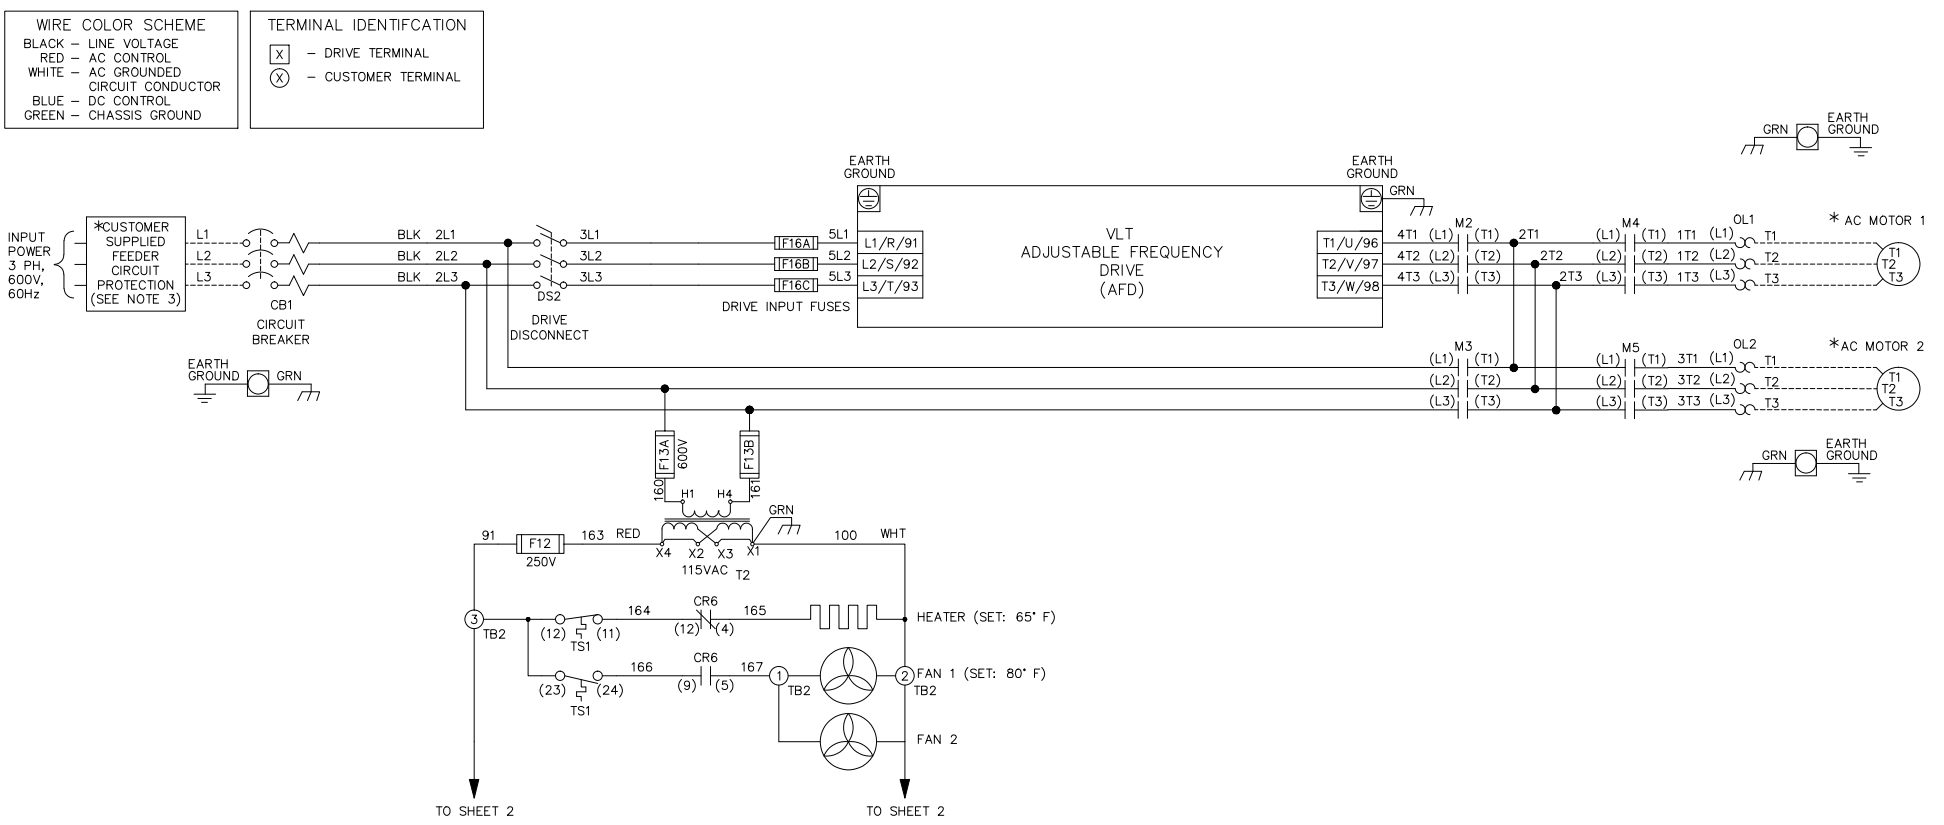 WIRE COLOR SCHEME
BLACK – LINE VOLTAGE
RED – AC CONTROL
WHITE – AC GROUNDED
CIRCUIT CONDUCTOR
BLUE – DC CONTROL
GREEN – CHASSIS GROUND
TERMINAL IDENTIFCATION
X – DRIVE TERMINAL
X – CUSTOMER TERMINAL
INPUT
POWER
3 PH,
600V,
60Hz
*CUSTOMER
SUPPLIED
FEEDER
CIRCUIT
PROTECTION
(SEE NOTE 3)
L1
L2
L3
CB1
CIRCUIT
BREAKER
EARTH
GROUND
GRN
BLK 2L1
BLK 2L2
BLK 2L3
DS2
DRIVE
DISCONNECT
3L1
3L2
3L3
F16A
F16B
F16C
DRIVE INPUT FUSES
5L1
5L2
5L3
EARTH
GROUND
L1/R/91
L2/S/92
L3/T/93
VLT
ADJUSTABLE FREQUENCY
DRIVE
(AFD)
EARTH
GROUND
GRN
T1/U/96
T2/V/97
T3/W/98
M2
4T1 (L1) (T1) 2T1
4T2 (L2) (T2) 2T2
4T3 (L3) (T3) 2T3
M4
(L1) (T1) 1T1 (L1)
(L2) (T2) 1T2 (L2)
(L3) (T3) 1T3 (L3)
OL1
T1
T2
T3
* AC MOTOR 1
T1
T2
T3
GRN
EARTH
GROUND
M3
(L1) (T1)
(L2) (T2)
(L3) (T3)
M5
(L1) (T1) 3T1 (L1)
(L2) (T2) 3T2 (L2)
(L3) (T3) 3T3 (L3)
OL2
T1
T2
T3
*AC MOTOR 2
T1
T2
T3
GRN
EARTH
GROUND
F13A
600V
F13B
160
161
H1 H4
GRN
91
F12
250V
163 RED
X4 X2 X3 X1
115VAC T2
100 WHT
3
TB2
(12) (11)
TS1
164
CR6
(12) (4)
165
HEATER (SET: 65° F)
(23) (24)
TS1
166
CR6
(9) (5)
167
1
TB2
2
TB2
FAN 1 (SET: 80° F)
FAN 2
TO SHEET 2
TO SHEET 2